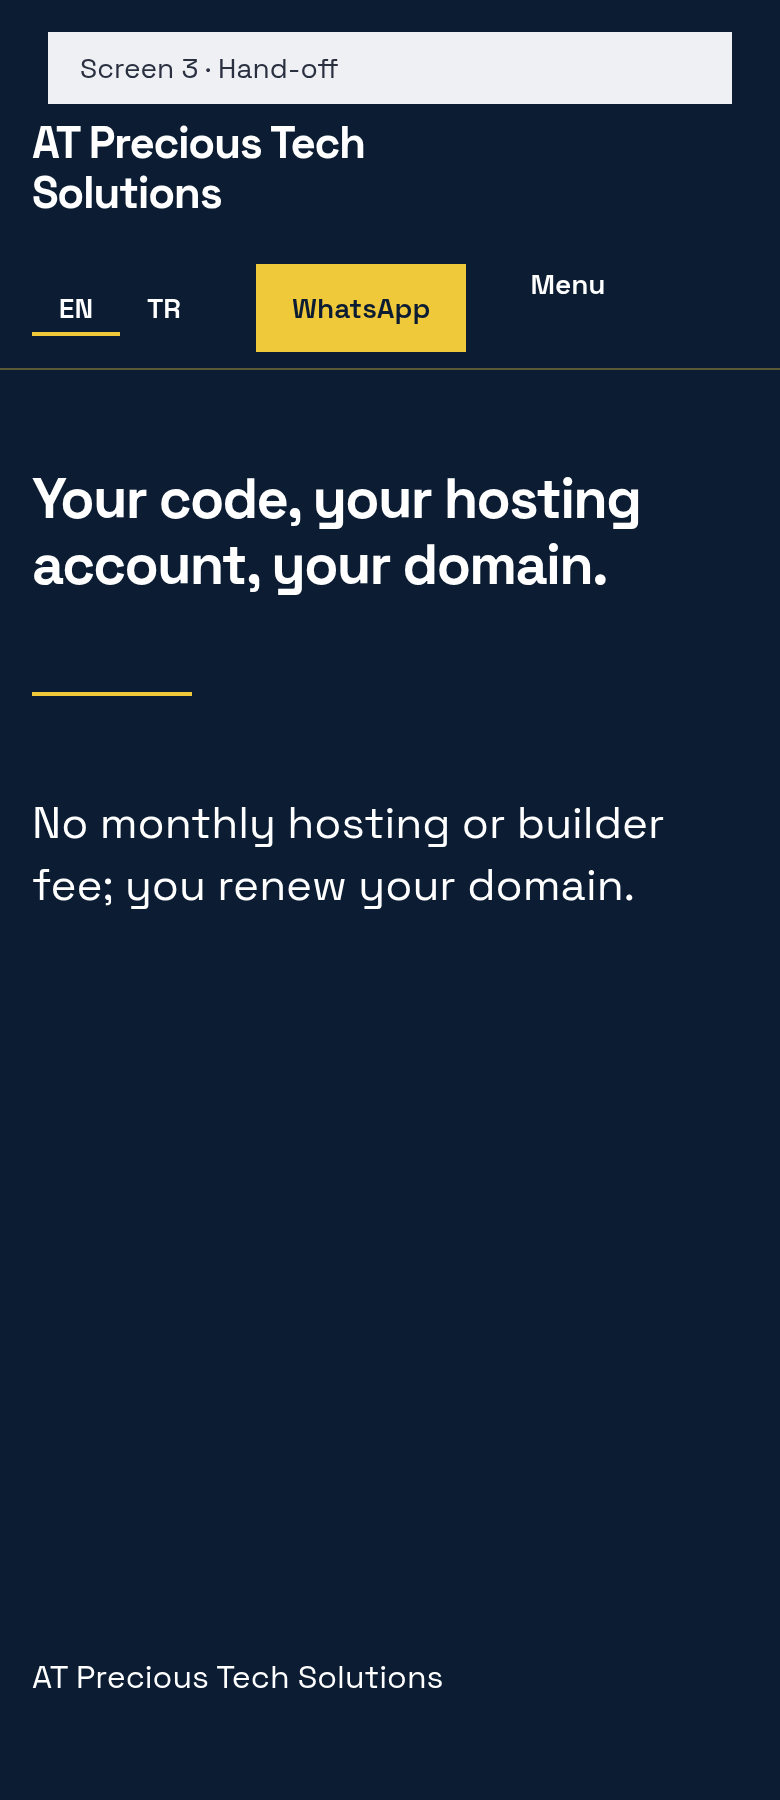 Screen 3 · Hand-off
AT Precious Tech
Solutions
EN TR WhatsApp Menu
Your code, your hosting
account, your domain.
No monthly hosting or builder
fee; you renew your domain.
AT Precious Tech Solutions